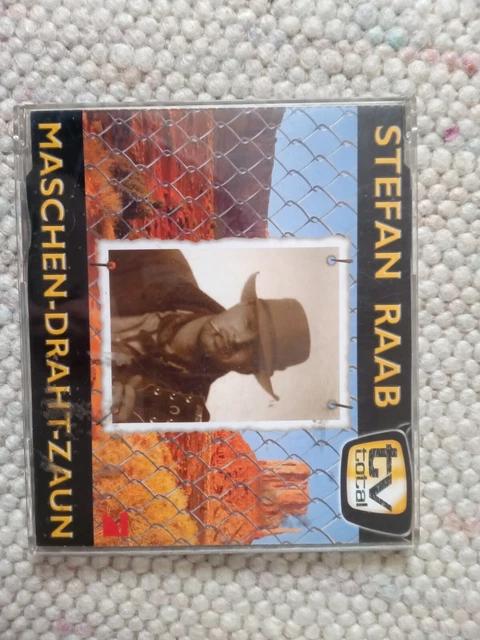 STEFAN RAAB
tv
total
MASCHEN-DRAHT-ZAUN